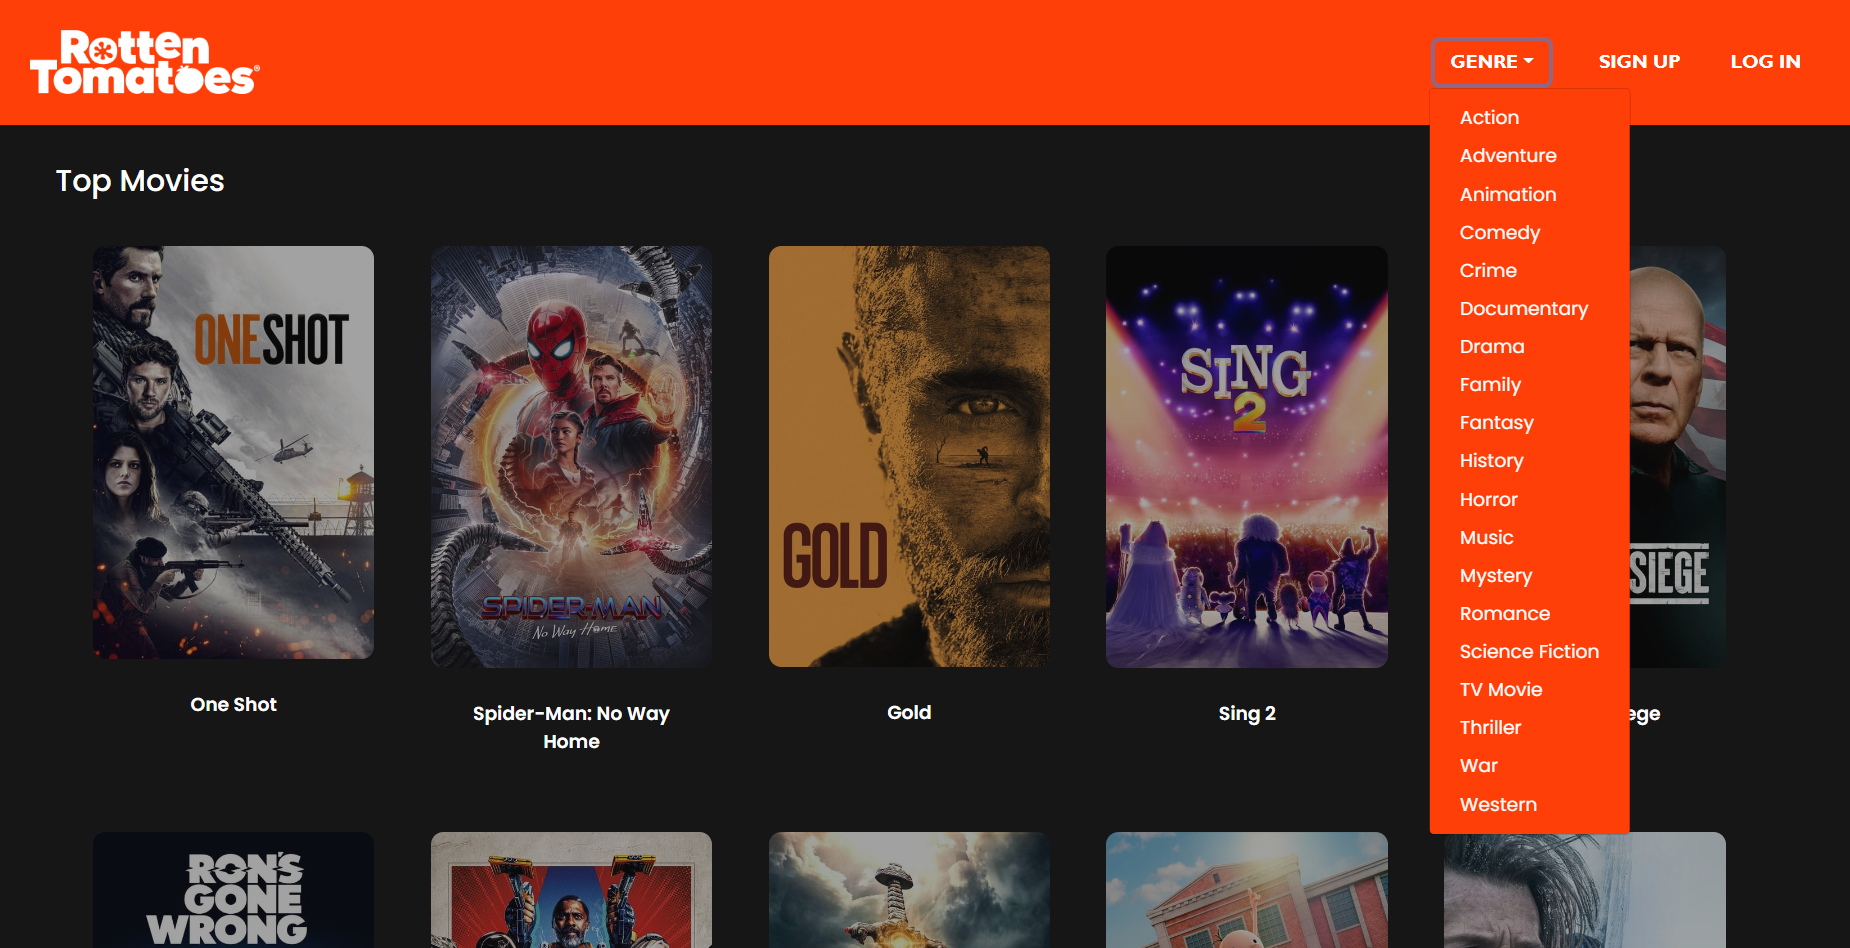 Rotten
Tomatoes®
GENRE
SIGN UP
LOG IN
Action
Adventure
Animation
Comedy
Crime
Documentary
Drama
Family
Fantasy
History
Horror
Music
Mystery
Romance
Science Fiction
TV Movie
Thriller
War
Western
Top Movies
ONE SHOT
SPIDER-MAN
No Way Home
GOLD
SING
2
SIEGE
One Shot
Spider-Man: No Way
Home
Gold
Sing 2
ege
RON'S
GONE
WRONG